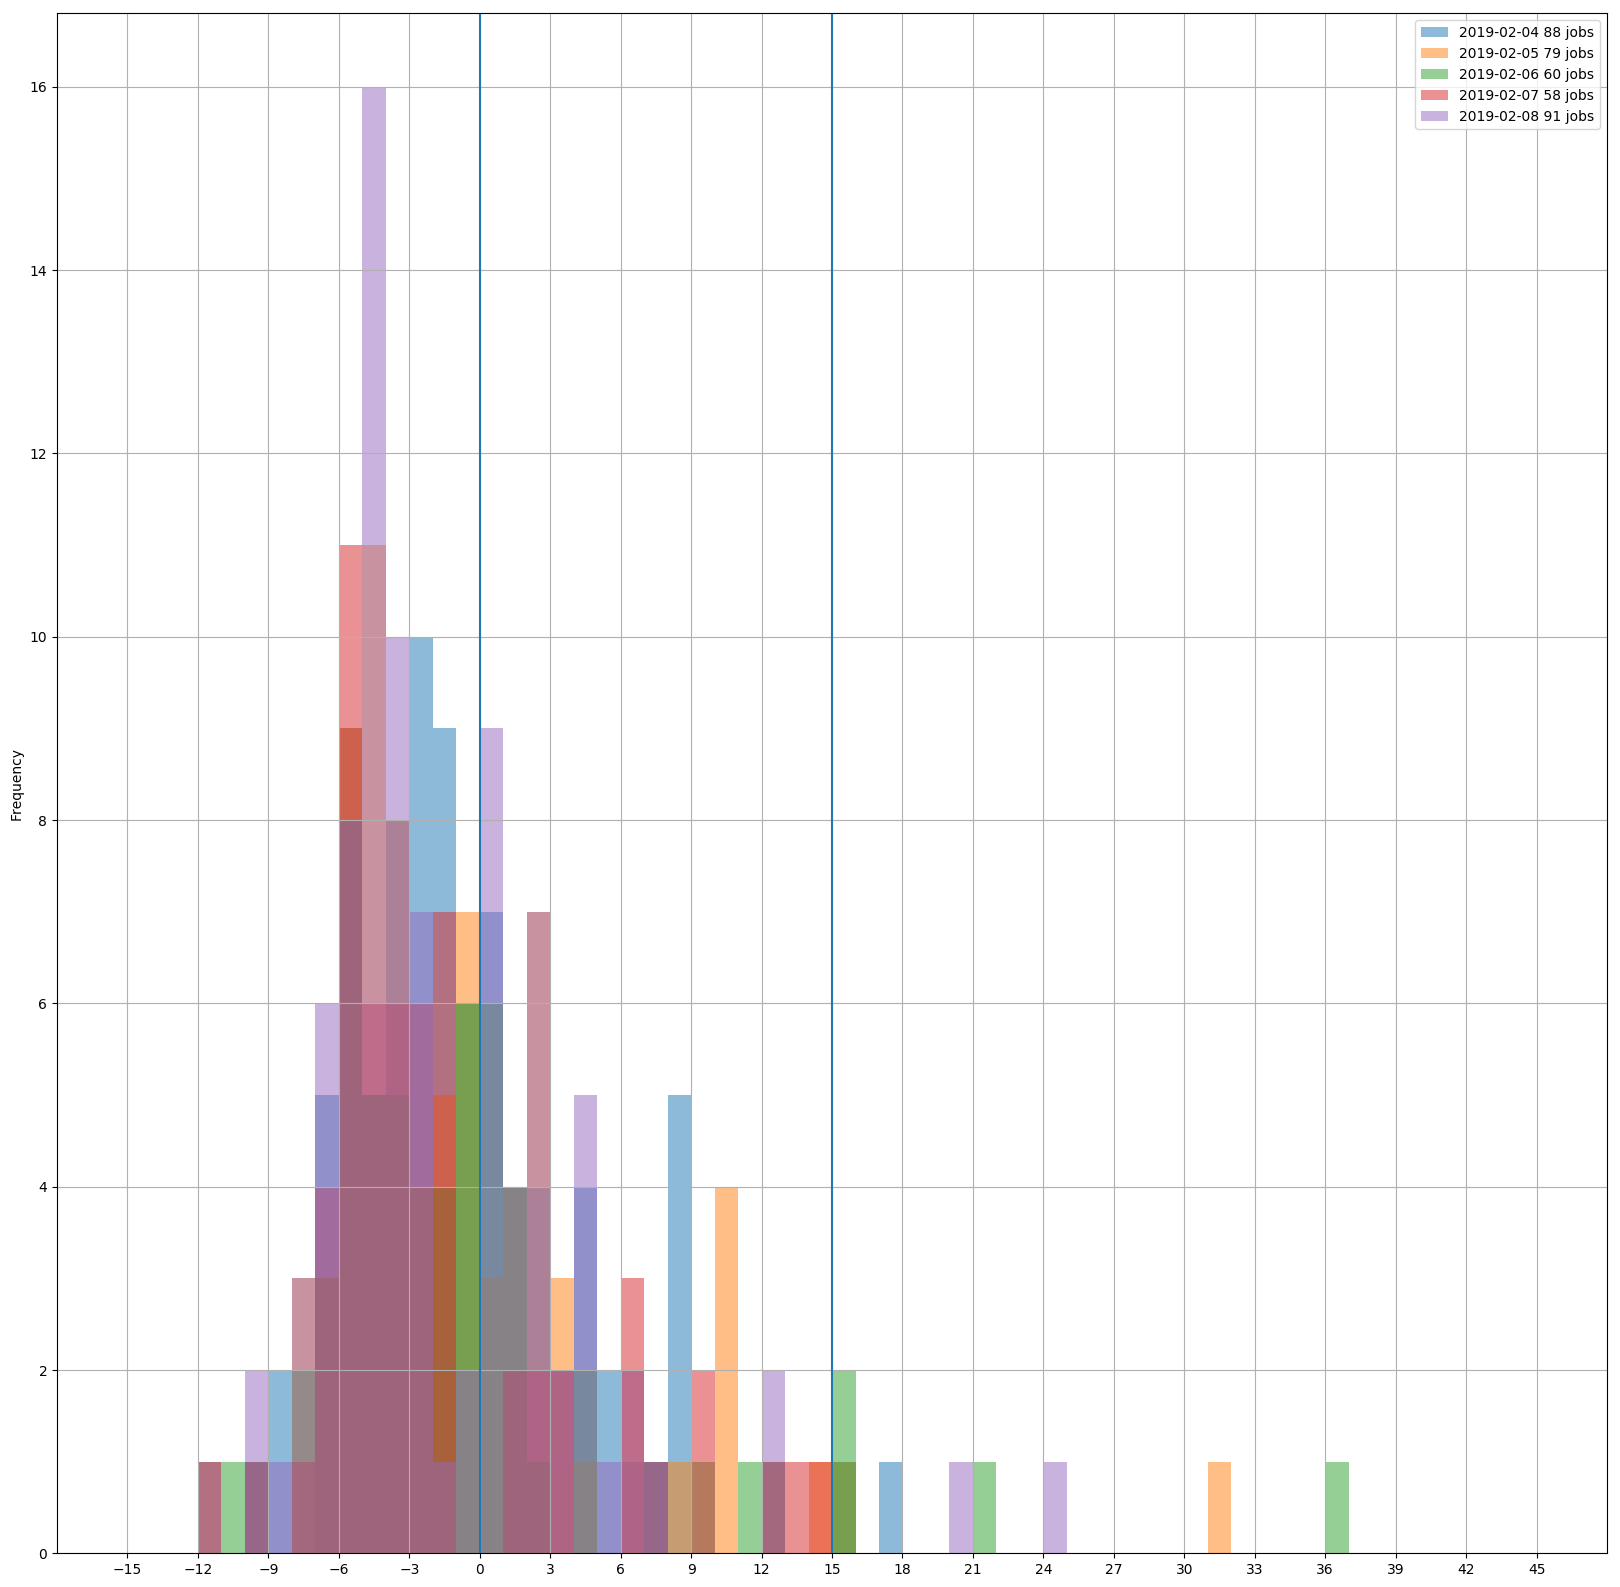 2019-02-04 88 jobs
2019-02-05 79 jobs
2019-02-06 60 jobs
2019-02-07 58 jobs
2019-02-08 91 jobs
16
14
12
10
8
6
4
2
0
Frequency
−15 −12 −9 −6 −3 0 3 6 9 12 15 18 21 24 27 30 33 36 39 42 45